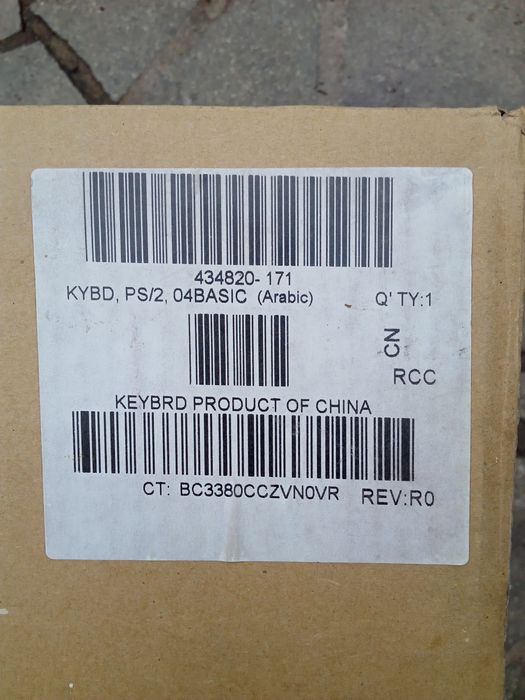 434820-171
KYBD, PS/2, 04BASIC (Arabic) Q' TY:1
CN
RCC
KEYBRD PRODUCT OF CHINA
CT: BC3380CCZVN0VR REV:R0